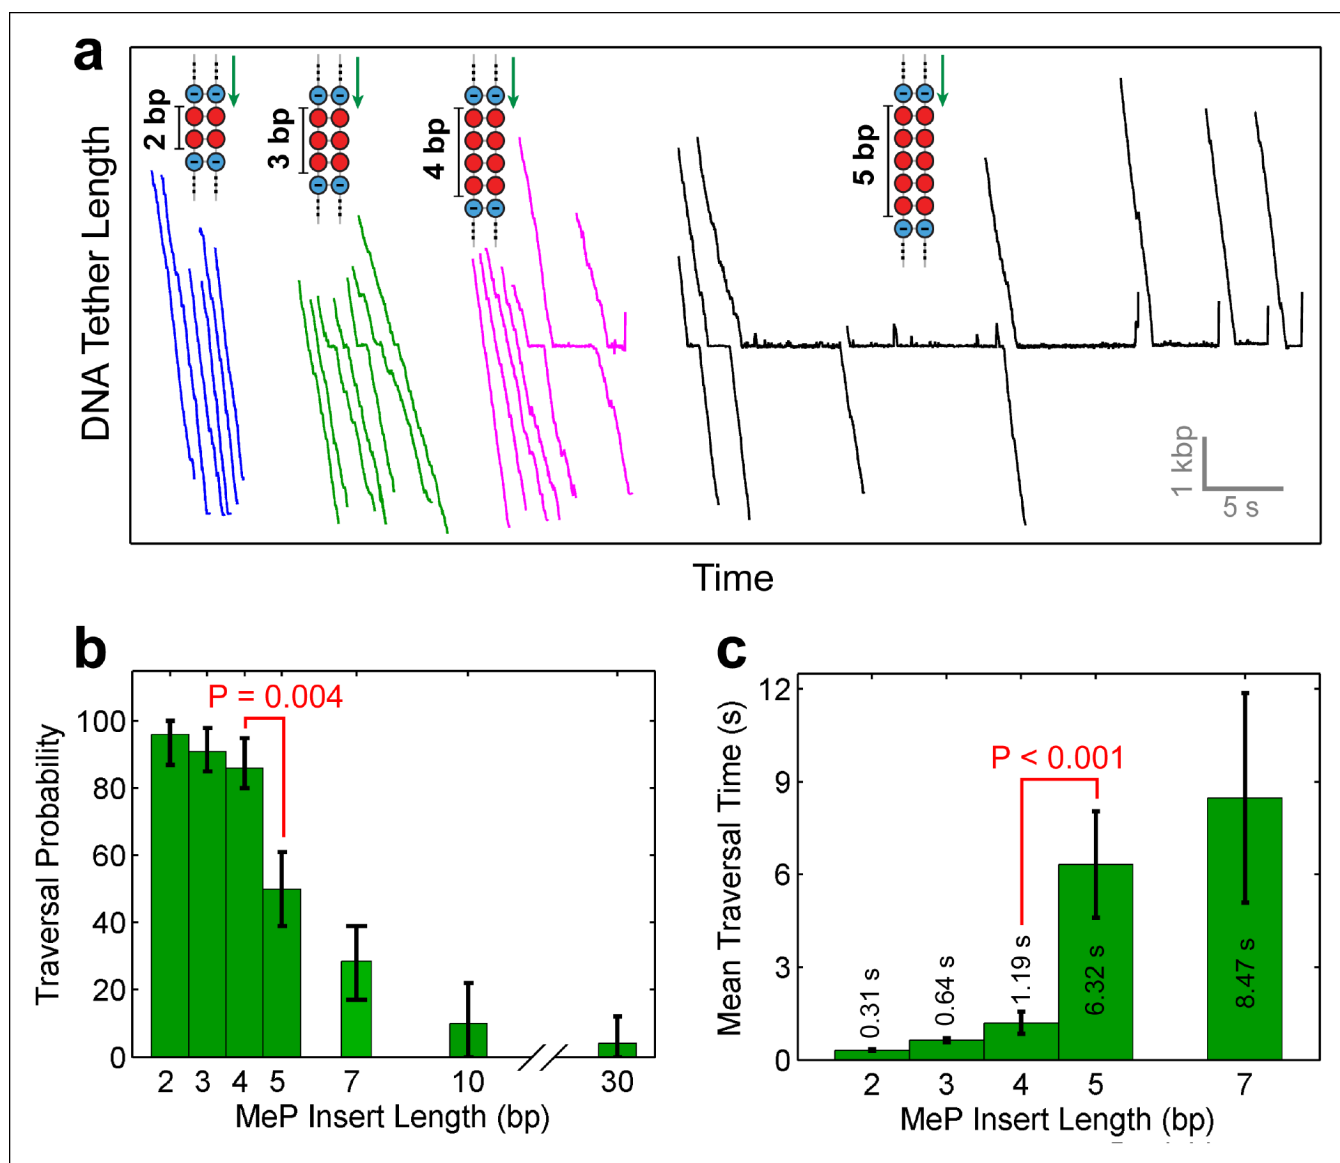 a
DNA Tether Length
2 bp
3 bp
4 bp
5 bp
1 kbp
5 s
Time
b
Traversal Probability
P = 0.004
100
80
60
40
20
0
2 3 4 5 7 10 30
MeP Insert Length (bp)
c
Mean Traversal Time (s)
P < 0.001
12
9
6
3
0
0.31 s
0.64 s
1.19 s
6.32 s
8.47 s
2 3 4 5 7
MeP Insert Length (bp)